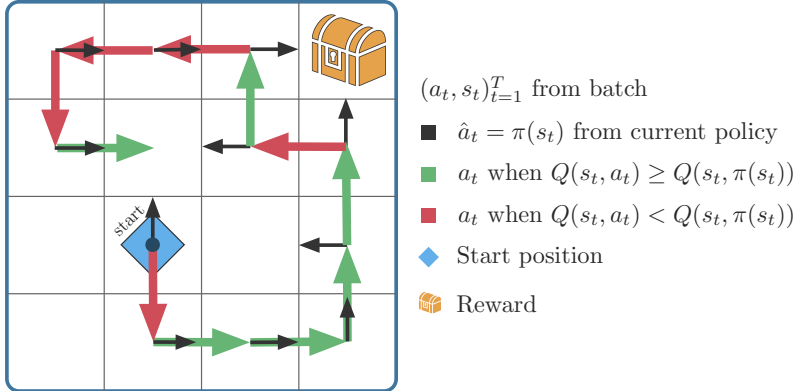 start
(a_t, s_t)_{t=1}^T from batch
â_t = π(s_t) from current policy
a_t when Q(s_t, a_t) ≥ Q(s_t, π(s_t))
a_t when Q(s_t, a_t) < Q(s_t, π(s_t))
Start position
Reward